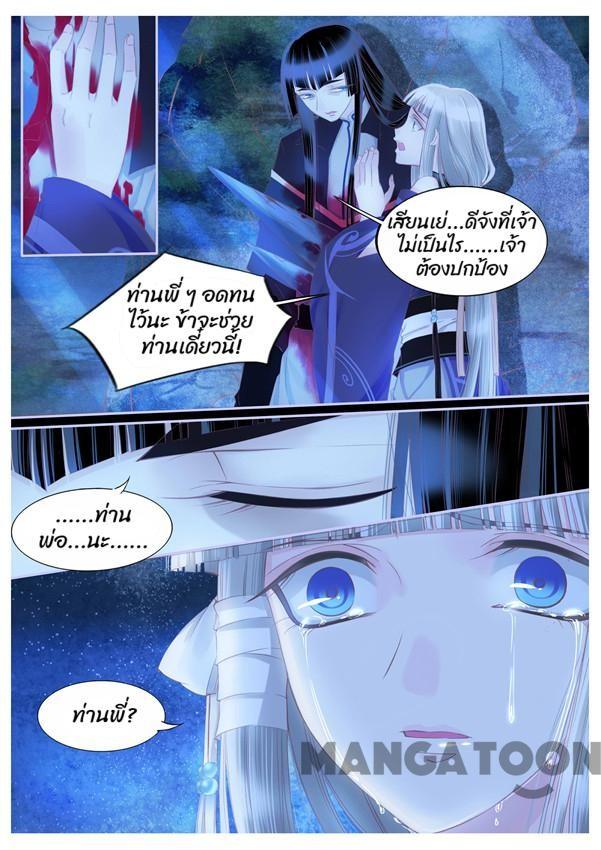 เสียนเย่...ดีจังที่เจ้า
ไม่เป็นไร......เจ้า
ต้องปกป้อง
ท่านพี่ ๆ อดทน
ไว้นะ ข้าจะช่วย
ท่านเดี๋ยวนี้!
......ท่าน
พ่อ...นะ......
ท่านพี่?
MANGATOON